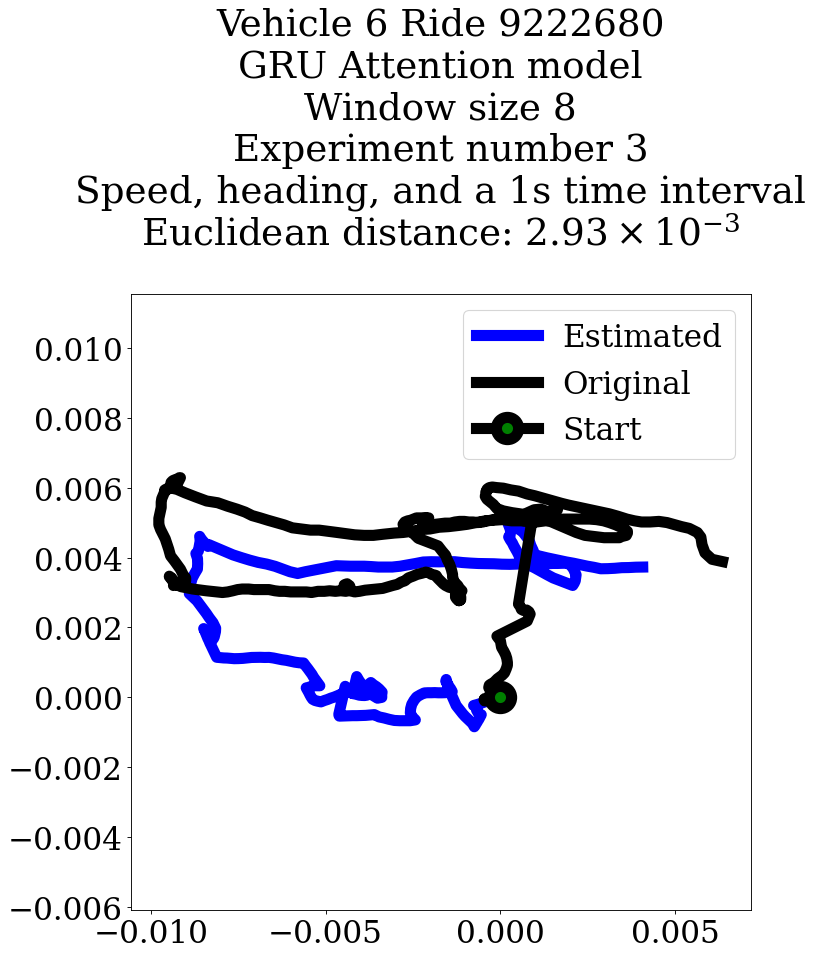 Vehicle 6 Ride 9222680
GRU Attention model
Window size 8
Experiment number 3
Speed, heading, and a 1s time interval
Euclidean distance: 2.93 × 10⁻³
Estimated
Original
Start
0.010
0.008
0.006
0.004
0.002
0.000
−0.002
−0.004
−0.006
−0.010 −0.005 0.000 0.005